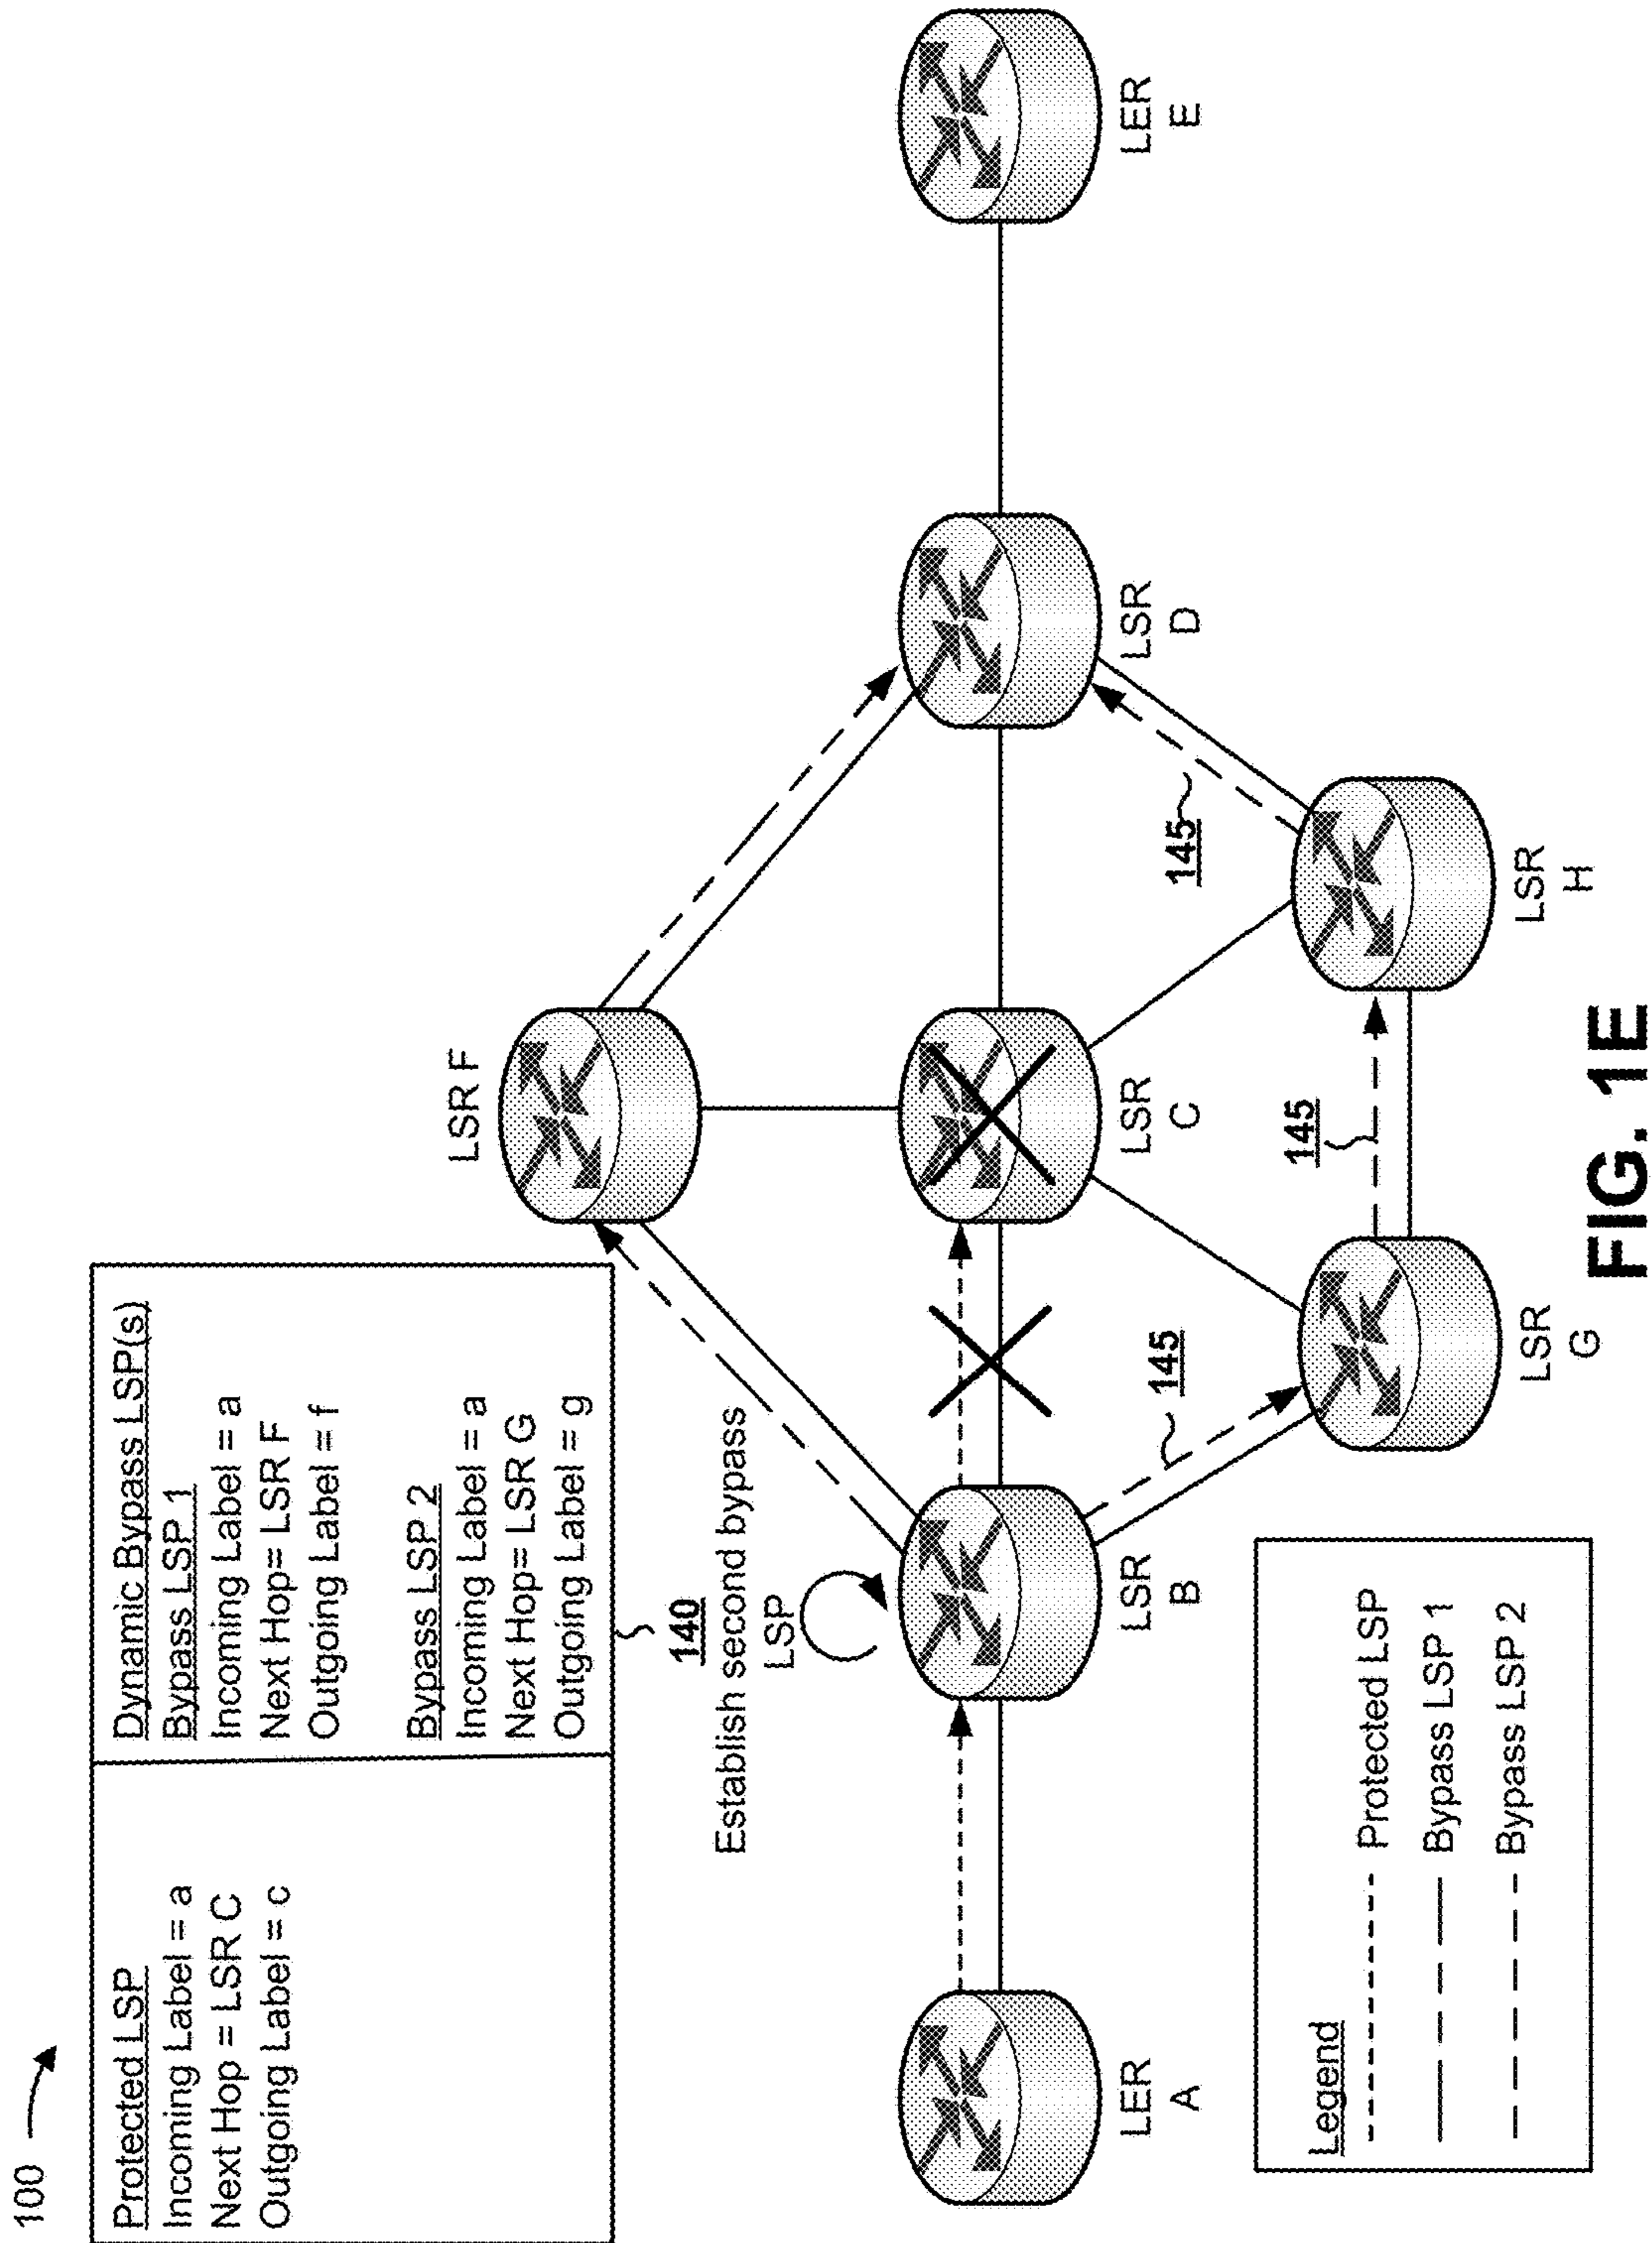 100
Protected LSP
Incoming Label = a
Next Hop = LSR C
Outgoing Label = c
Dynamic Bypass LSP(s)
Bypass LSP 1
Incoming Label = a
Next Hop= LSR F
Outgoing Label = f
Bypass LSP 2
Incoming Label = a
Next Hop= LSR G
Outgoing Label = g
140
Establish second bypass
LSP
LSR F
LER
A
LSR
B
LSR
C
LSR
D
LER
E
145
145
145
LSR
G
LSR
H
Legend
Protected LSP
Bypass LSP 1
Bypass LSP 2
FIG. 1E